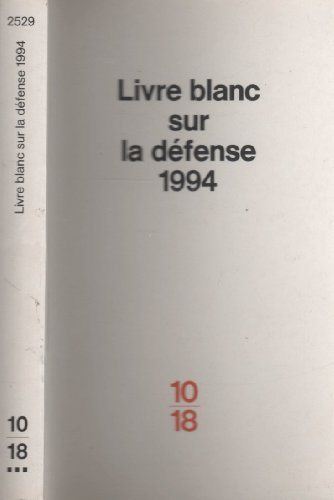 2529
Livre blanc sur la défense 1994
10
18
...
Livre blanc
sur
la défense
1994
10
18